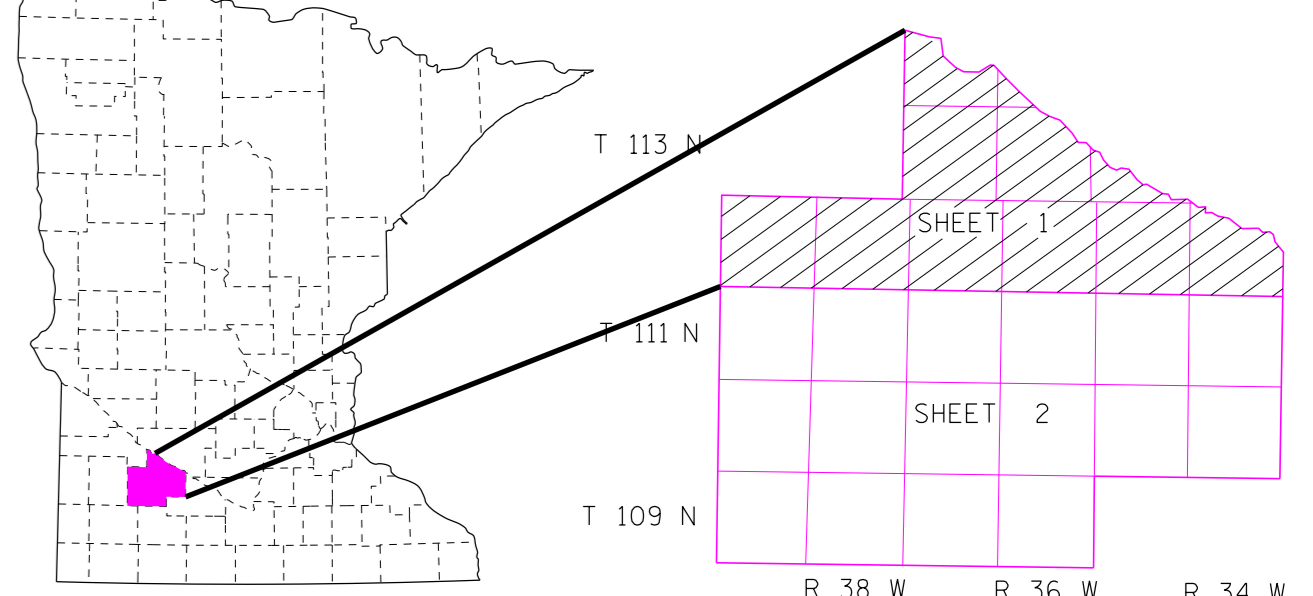 T 113 N
SHEET 1
T 111 N
SHEET 2
T 109 N
R 38 W R 36 W R 34 W